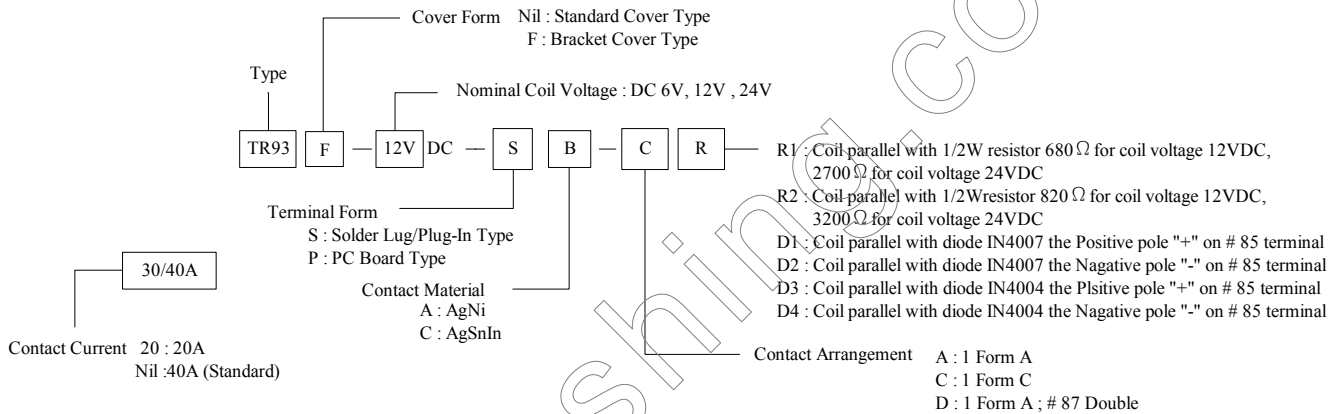 Cover Form Nil : Standard Cover Type
F : Bracket Cover Type
Type
Nominal Coil Voltage : DC 6V, 12V , 24V
TR93 F 12V DC S B C R
R1 : Coil parallel with 1/2W resistor 680 Ω for coil voltage 12VDC,
2700 Ω for coil voltage 24VDC
R2 : Coil parallel with 1/2Wresistor 820 Ω for coil voltage 12VDC,
3200 Ω for coil voltage 24VDC
D1 : Coil parallel with diode IN4007 the Positive pole "+" on # 85 terminal
D2 : Coil parallel with diode IN4007 the Nagative pole "-" on # 85 terminal
D3 : Coil parallel with diode IN4004 the Plsitive pole "+" on # 85 terminal
D4 : Coil parallel with diode IN4004 the Nagative pole "-" on # 85 terminal
Terminal Form
S : Solder Lug/Plug-In Type
P : PC Board Type
30/40A
Contact Material
A : AgNi
C : AgSnIn
Contact Current 20 : 20A
Nil :40A (Standard)
Contact Arrangement A : 1 Form A
C : 1 Form C
D : 1 Form A ; # 87 Double
shing.co